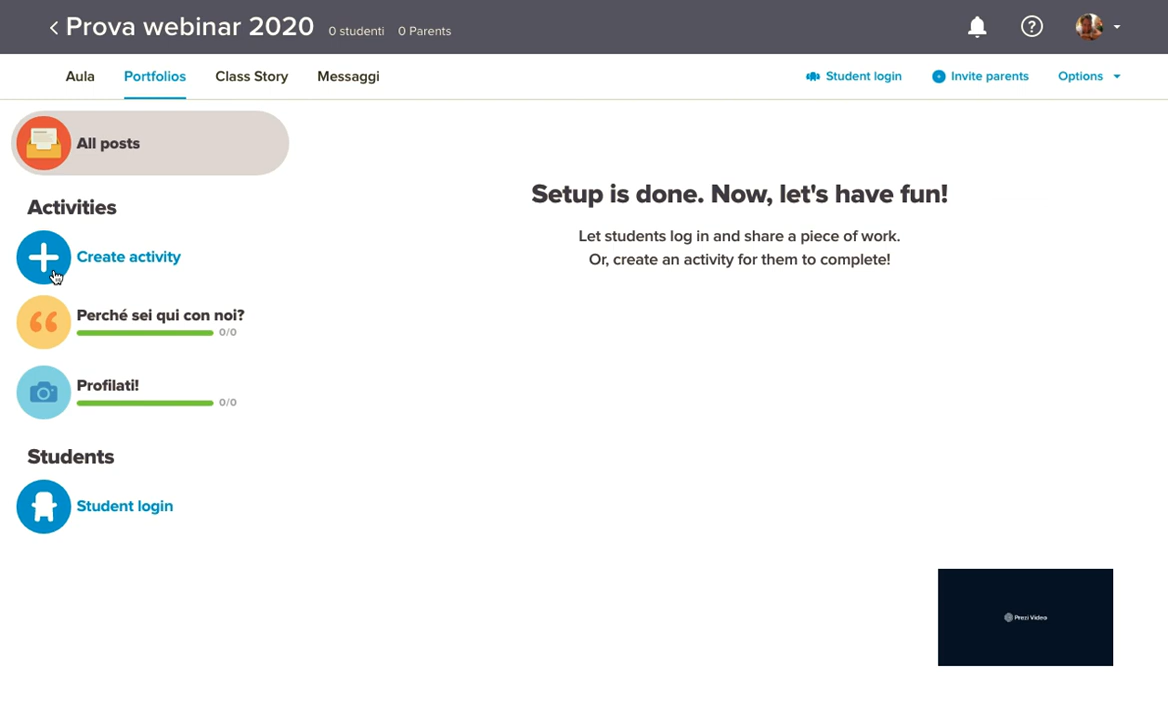 Prova webinar 2020 0 studenti 0 Parents
Aula Portfolios Class Story Messaggi Student login Invite parents Options
All posts
Activities
Create activity
Perché sei qui con noi?
0/0
Profilati!
0/0
Students
Student login
Setup is done. Now, let's have fun!
Let students log in and share a piece of work.
Or, create an activity for them to complete!
Prezi Video